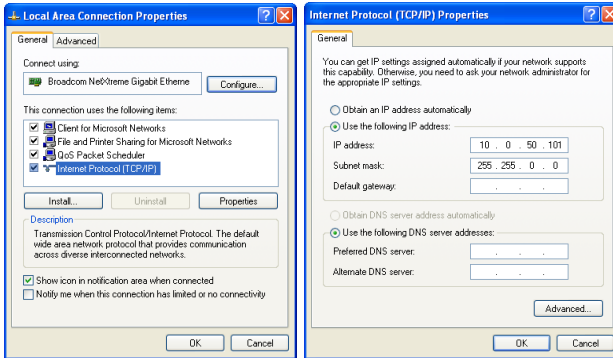 Local Area Connection Properties
General
Advanced
Connect using:
Broadcom NetXtreme Gigabit Etherne
Configure...
This connection uses the following items:
Client for Microsoft Networks
File and Printer Sharing for Microsoft Networks
QoS Packet Scheduler
Internet Protocol (TCP/IP)
Install...
Uninstall
Properties
Description
Transmission Control Protocol/Internet Protocol. The default
wide area network protocol that provides communication
across diverse interconnected networks.
Show icon in notification area when connected
Notify me when this connection has limited or no connectivity
OK
Cancel
Internet Protocol (TCP/IP) Properties
General
You can get IP settings assigned automatically if your network supports
this capability. Otherwise, you need to ask your network administrator for
the appropriate IP settings.
Obtain an IP address automatically
Use the following IP address:
IP address: 10 . 0 . 50 . 101
Subnet mask: 255 . 255 . 0 . 0
Default gateway: . . .
Obtain DNS server address automatically
Use the following DNS server addresses:
Preferred DNS server: . . .
Alternate DNS server: . . .
Advanced...
OK
Cancel